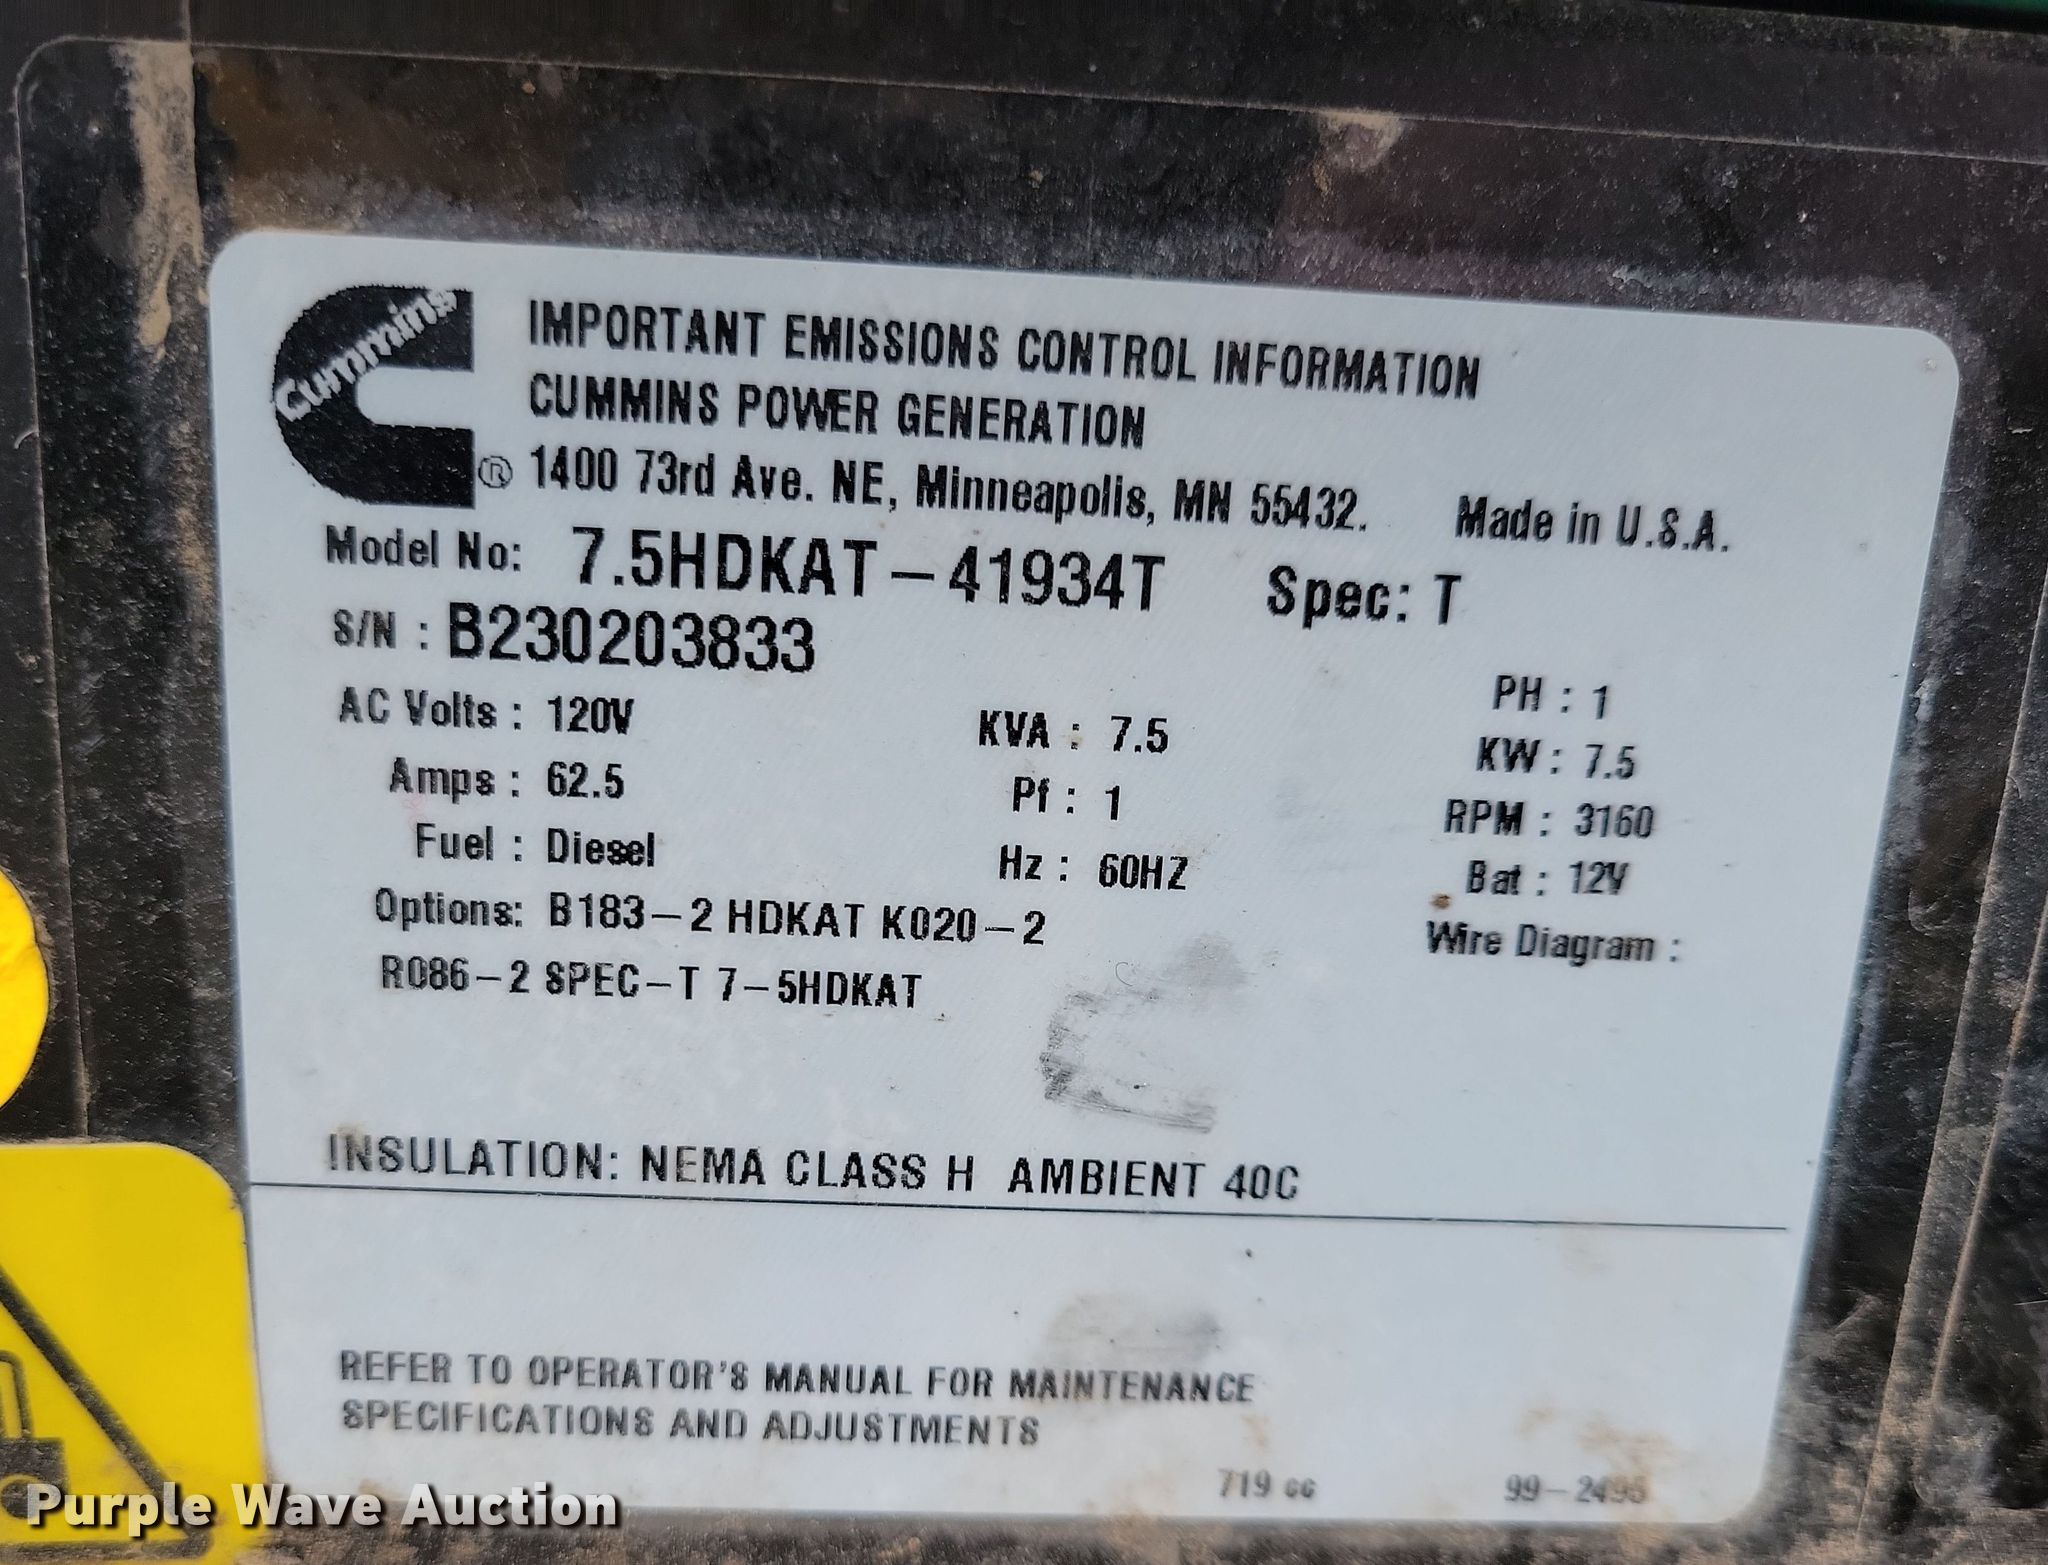 Cummins
IMPORTANT EMISSIONS CONTROL INFORMATION
CUMMINS POWER GENERATION
® 1400 73rd Ave. NE, Minneapolis, MN 55432. Made in U.S.A.
Model No: 7.5HDKAT-41934T Spec: T
S/N : B230203833
PH : 1
AC Volts : 120V KVA : 7.5 KW : 7.5
Amps : 62.5 Pf : 1 RPM : 3160
Fuel : Diesel Hz : 60HZ Bat : 12V
Options: B183-2 HDKAT K020-2 Wire Diagram :
R086-2 SPEC-T 7-5HDKAT
INSULATION: NEMA CLASS H AMBIENT 40C
REFER TO OPERATOR'S MANUAL FOR MAINTENANCE
SPECIFICATIONS AND ADJUSTMENTS
719 cc
Purple Wave Auction